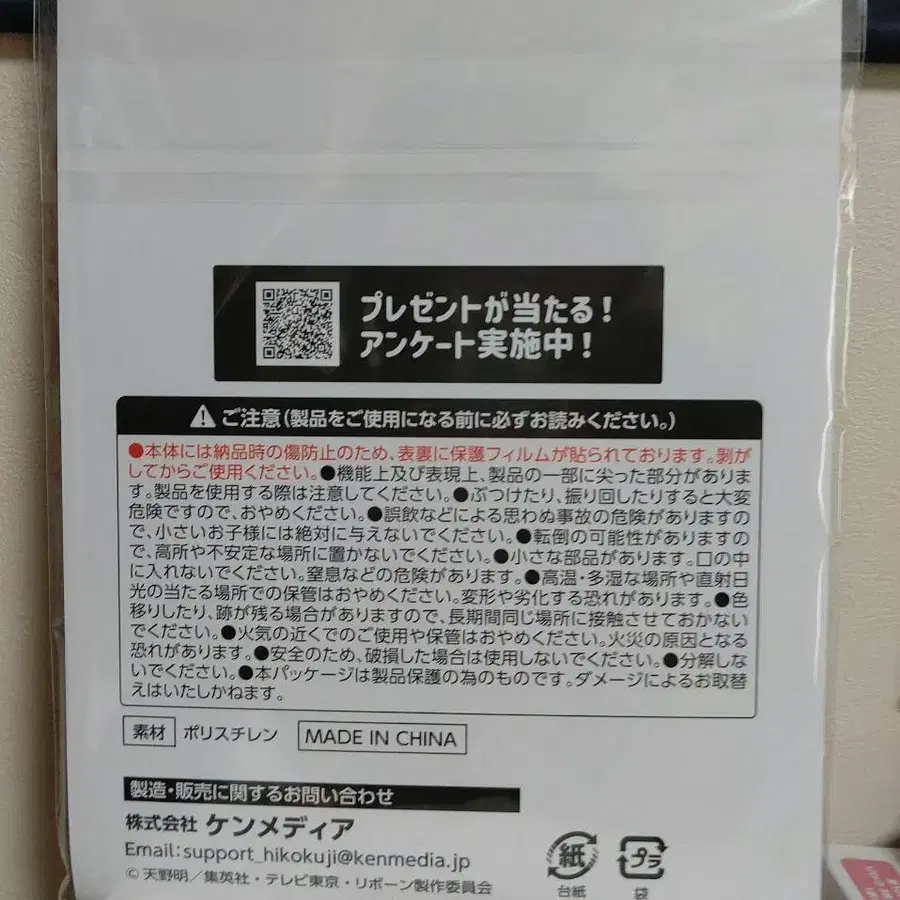 プレゼントが当たる!
アンケート実施中!
ご注意(製品をご使用になる前に必ずお読みください。)
●本体には納品時の傷防止のため、表裏に保護フィルムが貼られております。剝が
してからご使用ください。●機能上及び表現上、製品の一部に尖った部分がありま
す。製品を使用する際は注意してください。●ぶつけたり、振り回したりすると大変
危険ですので、おやめください。●誤飲などによる思わぬ事故の危険がありますの
で、小さいお子様には絶対に与えないでください。●転倒の可能性がありますの
で、高所や不安定な場所に置かないでください。●小さな部品があります。口の中
に入れないでください。窒息などの危険があります。●高温・多湿な場所や直射日
光の当たる場所での保管はおやめください。変形や劣化する恐れがあります。●色
移りしたり、跡が残る場合がありますので、長期間同じ場所に接触させておかない
でください。●火気の近くでのご使用や保管はおやめください。火災の原因となる
恐れがあります。●安全のため、破損した場合は使用しないでください。●分解しな
いでください。●本パッケージは製品保護の為のものです。ダメージによるお取替
えはいたしかねます。
素材 ポリスチレン MADE IN CHINA
製造・販売に関するお問い合わせ
株式会社 ケンメディア
Email:support_hikokuji@kenmedia.jp
© 天野明/集英社・テレビ東京・リボーン製作委員会
紙
台紙
プラ
袋